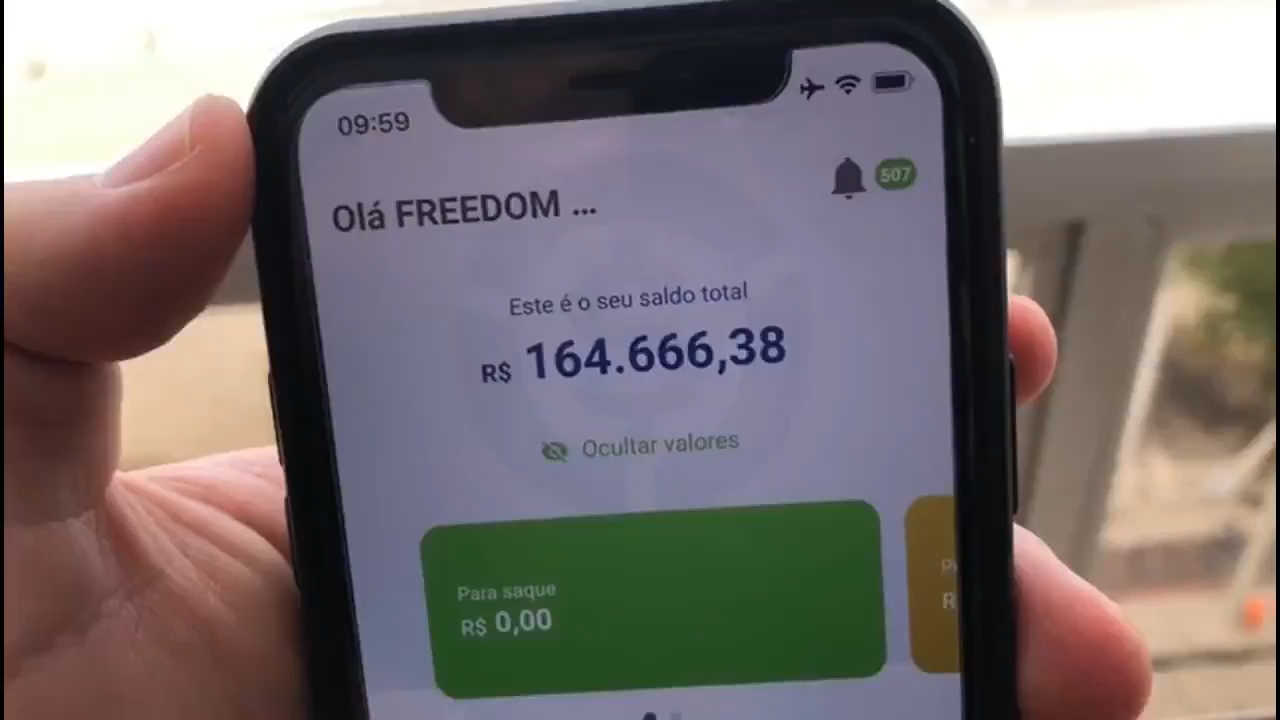 09:59
507
Olá FREEDOM ...
Este é o seu saldo total
R$ 164.666,38
Ocultar valores
Para saque
R$ 0,00
R